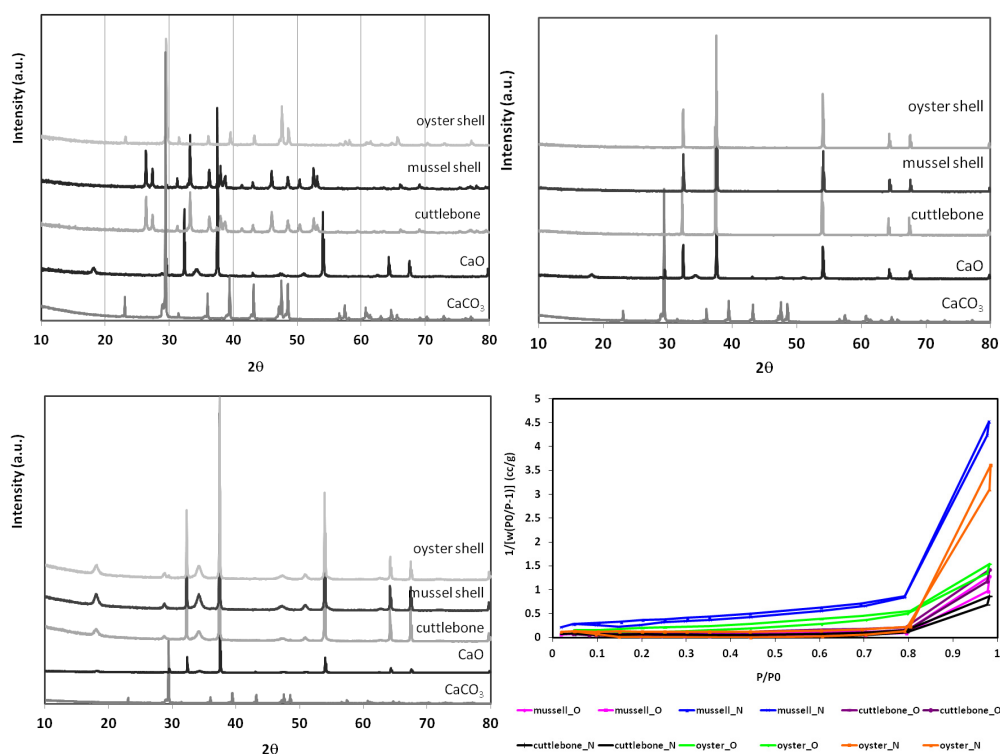 Intensity (a.u.)
oyster shell
mussel shell
cuttlebone
CaO
CaCO3
10 20 30 40 50 60 70 80
2θ
Intensity (a.u.)
oyster shell
mussel shell
cuttlebone
CaO
CaCO3
10 20 30 40 50 60 70 80
2θ
Intensity (a.u.)
oyster shell
mussel shell
cuttlebone
CaO
CaCO3
10 20 30 40 50 60 70 80
2θ
1/[w(P0/P-1)] (cc/g)
5
4.5
4
3.5
3
2.5
2
1.5
1
0.5
0
0 0.1 0.2 0.3 0.4 0.5 0.6 0.7 0.8 0.9 1
P/P0
mussell_O mussell_O mussell_N mussell_N cuttlebone_O cuttlebone_O
cuttlebone_N cuttlebone_N oyster_O oyster_O oyster_N oyster_N